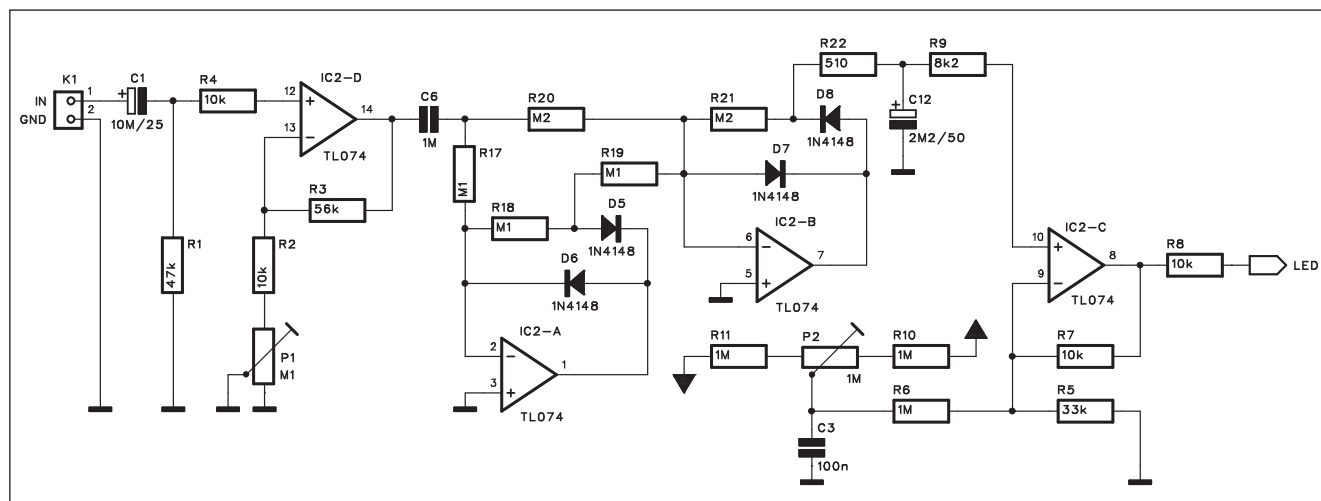 K1
IN
1
2
GND
C1
+
10M/25
R4
10k
R1
47k
IC2-D
12
+
13
−
14
TL074
R3
56k
R2
10k
P1
M1
C6
1M
R17
M1
R20
M2
R18
M1
R19
M1
D5
1N4148
D6
1N4148
IC2-A
2
−
3
+
1
TL074
R21
M2
D8
1N4148
D7
1N4148
IC2-B
6
−
5
+
7
TL074
R22
510
R9
8k2
+
C12
2M2/50
R11
1M
P2
1M
R10
1M
R6
1M
C3
100n
IC2-C
10
+
9
−
8
TL074
R7
10k
R5
33k
R8
10k
LED